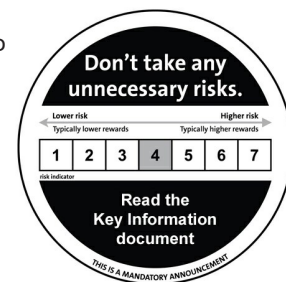 Don't take any
unnecessary risks.
Lower risk Higher risk
Typically lower rewards Typically higher rewards
1 2 3 4 5 6 7
risk indicator
Read the
Key Information
document
THIS IS A MANDATORY ANNOUNCEMENT